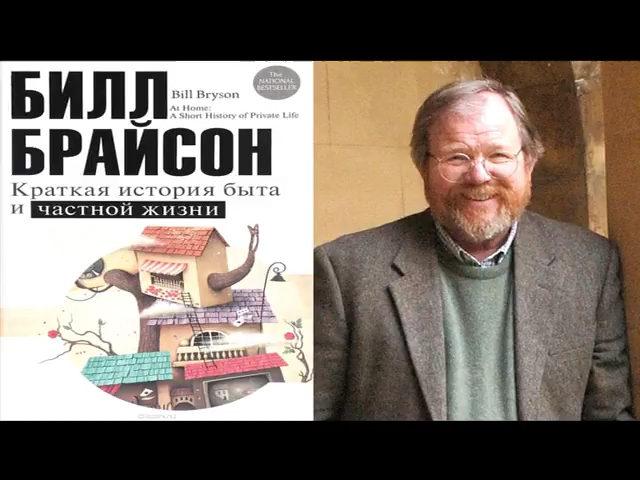 БИЛЛ
Bill Bryson
At Home:
A Short History of Private Life
The
NATIONAL
BESTSELLER
БРАЙСОН
Краткая история быта
и частной жизни